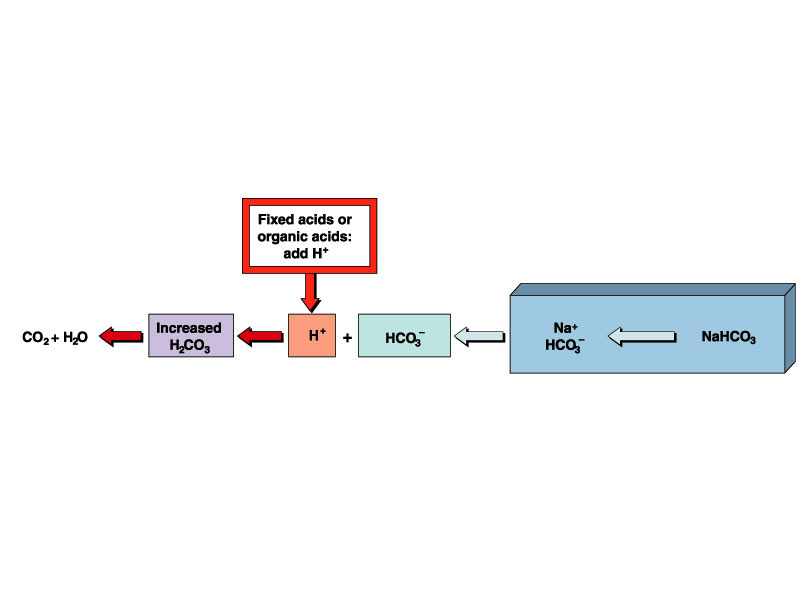 Fixed acids or
organic acids:
add H⁺
CO₂ + H₂O
Increased
H₂CO₃
H⁺
+
HCO₃⁻
Na⁺
HCO₃⁻
NaHCO₃